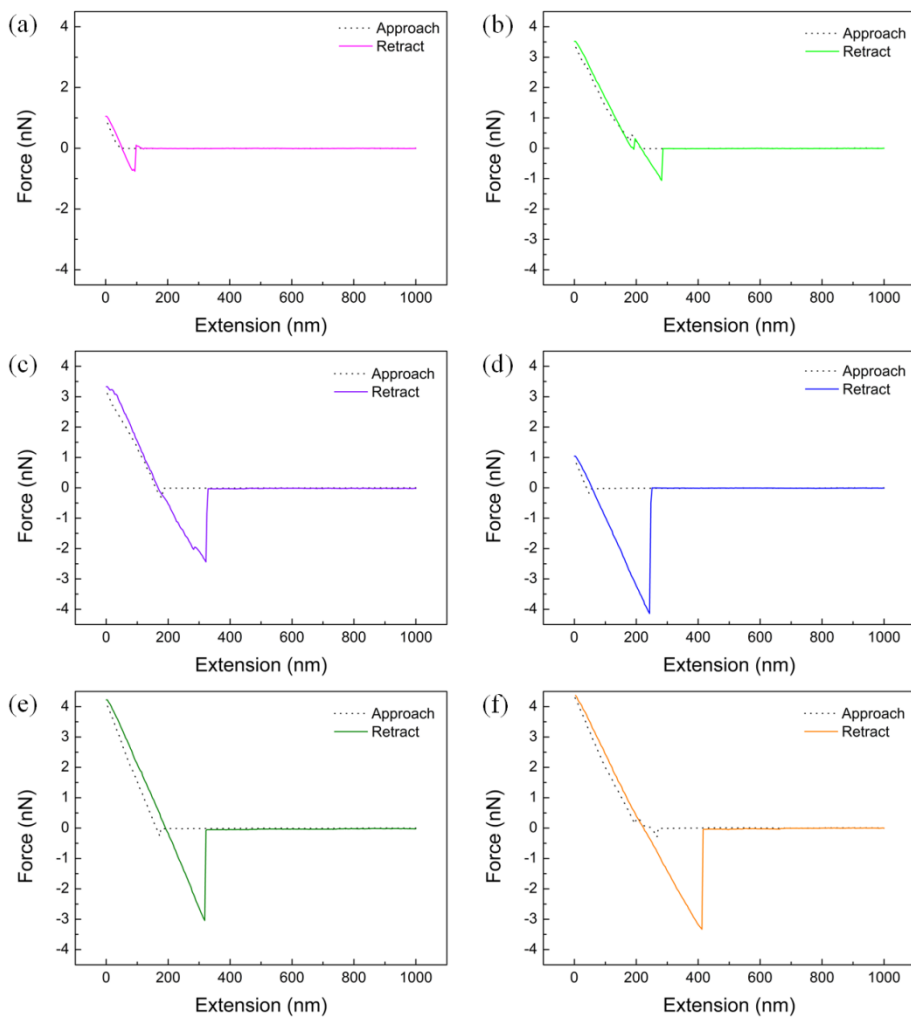 (a)
Approach
Retract
4
2
0
-2
-4
Force (nN)
0 200 400 600 800 1000
Extension (nm)
(b)
Approach
Retract
4
2
0
-2
-4
Force (nN)
0 200 400 600 800 1000
Extension (nm)
(c)
Approach
Retract
4
3
2
1
0
-1
-2
-3
-4
Force (nN)
0 200 400 600 800 1000
Extension (nm)
(d)
Approach
Retract
4
3
2
1
0
-1
-2
-3
-4
Force (nN)
0 200 400 600 800 1000
Extension (nm)
(e)
Approach
Retract
4
3
2
1
0
-1
-2
-3
-4
Force (nN)
0 200 400 600 800 1000
Extension (nm)
(f)
Approach
Retract
4
3
2
1
0
-1
-2
-3
-4
Force (nN)
0 200 400 600 800 1000
Extension (nm)